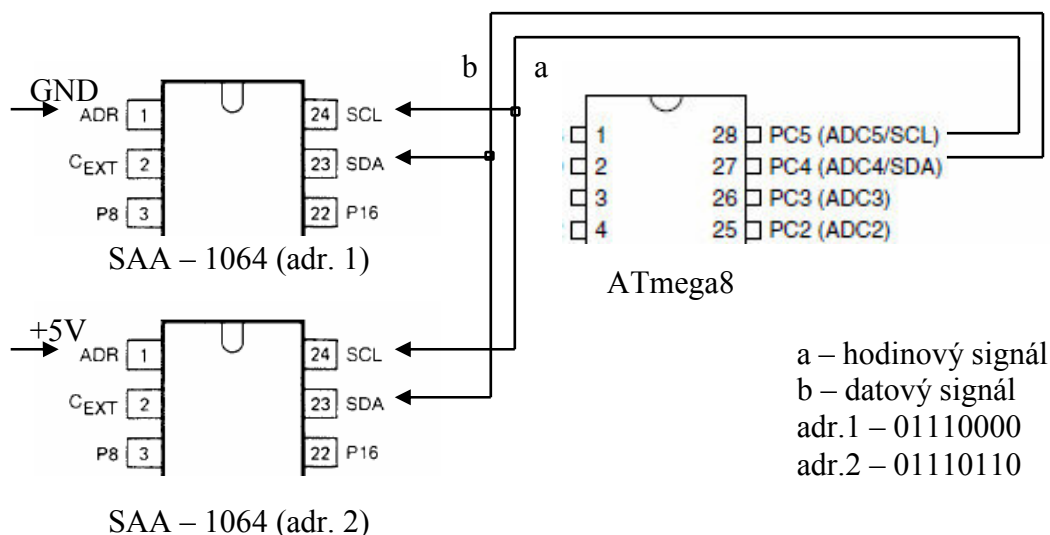 b a
GND
ADR 1 24 SCL
CEXT 2 23 SDA
P8 3 22 P16
SAA – 1064 (adr. 1)
1 28 PC5 (ADC5/SCL)
2 27 PC4 (ADC4/SDA)
3 26 PC3 (ADC3)
4 25 PC2 (ADC2)
ATmega8
+5V
ADR 1 24 SCL
CEXT 2 23 SDA
P8 3 22 P16
SAA – 1064 (adr. 2)
a – hodinový signál
b – datový signál
adr.1 – 01110000
adr.2 – 01110110